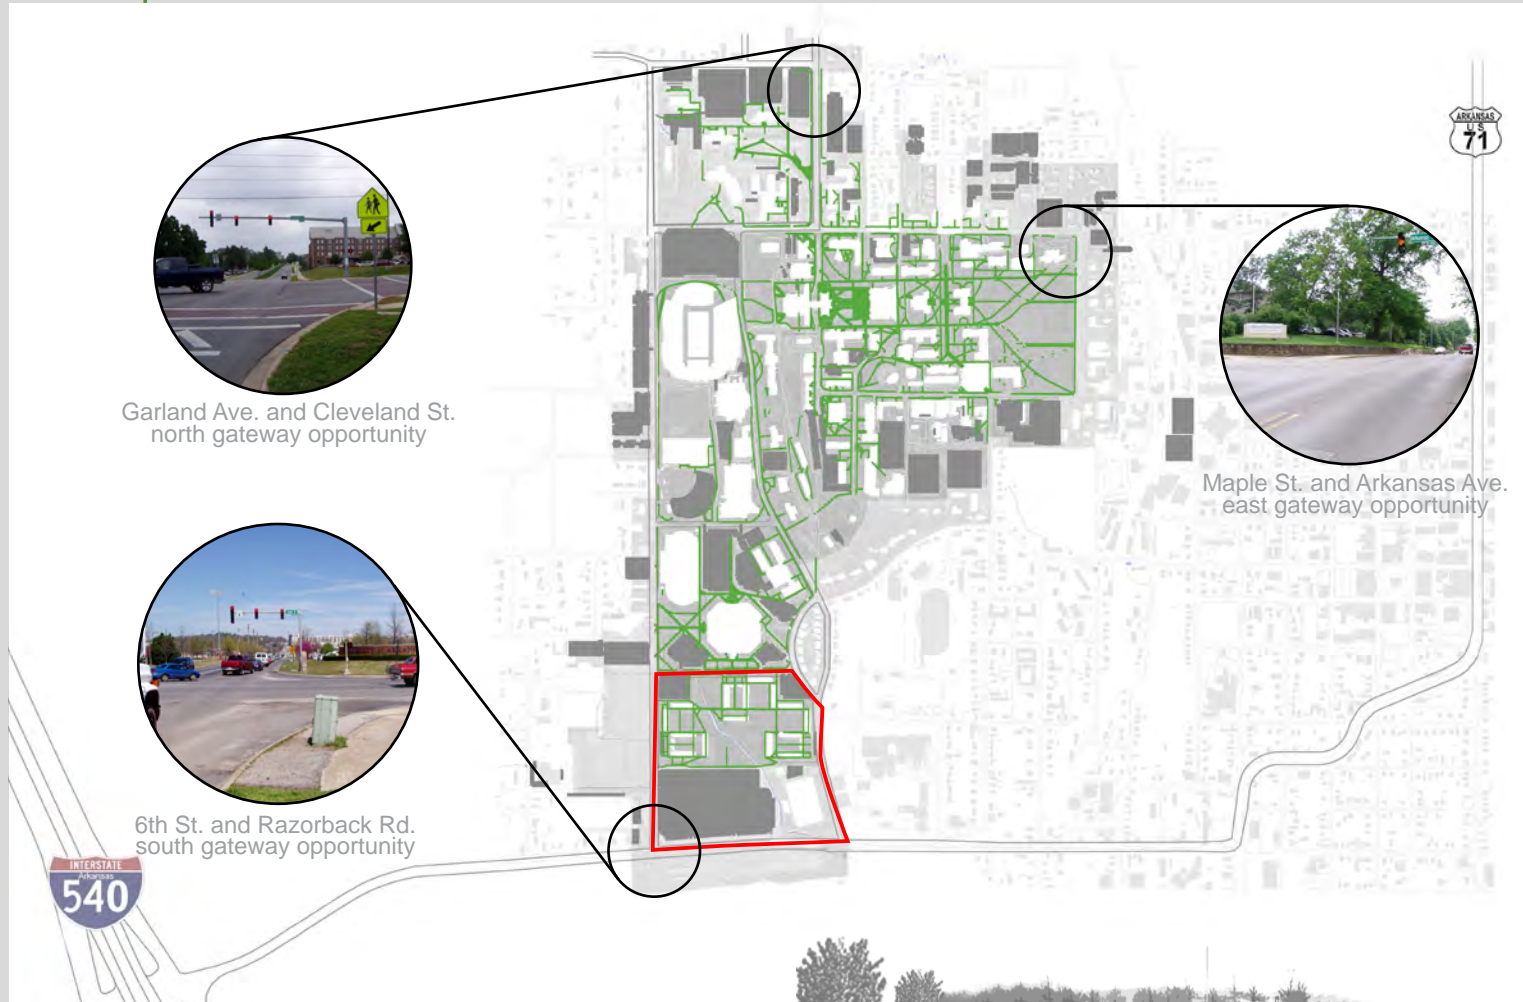 ARKANSAS
U S
71
Garland Ave. and Cleveland St.
north gateway opportunity
Maple St. and Arkansas Ave.
east gateway opportunity
6th St. and Razorback Rd.
south gateway opportunity
INTERSTATE
Arkansas
540